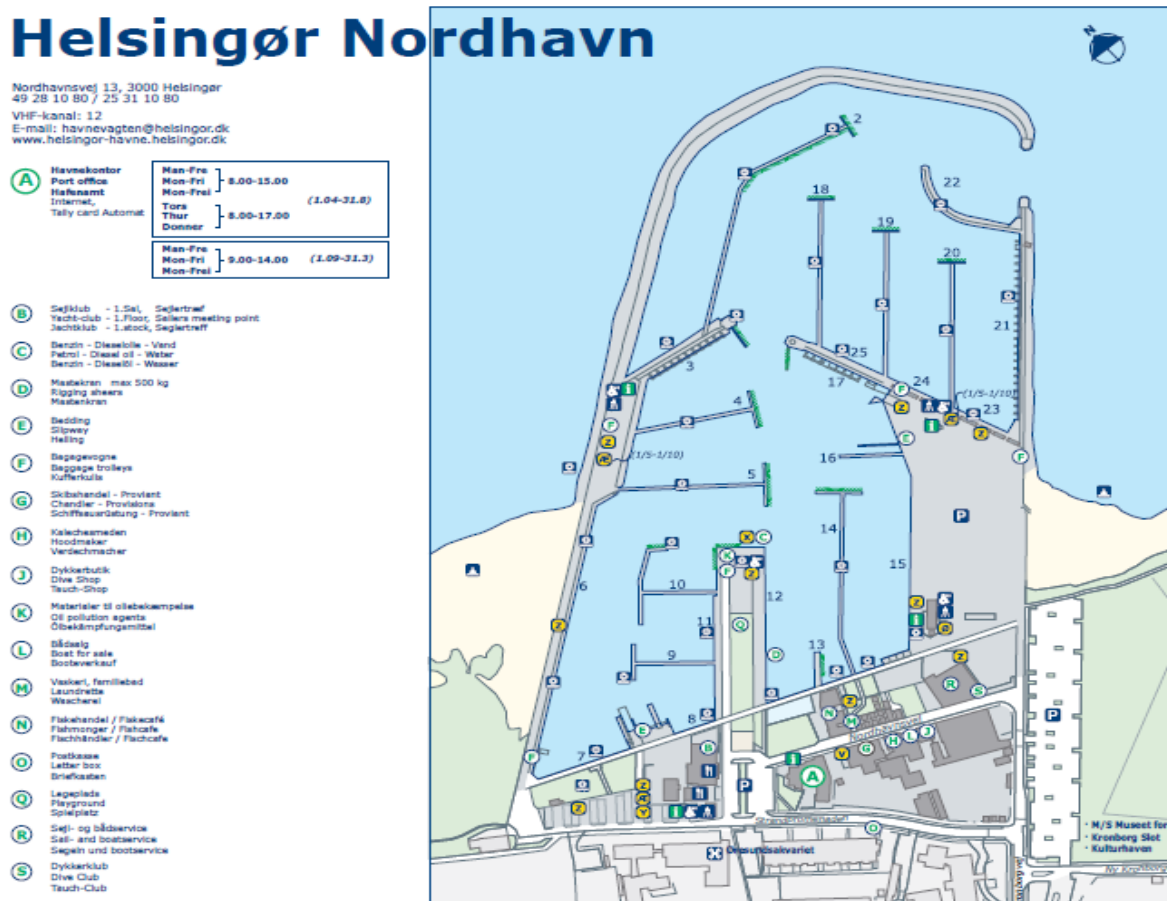 Helsingør Nordhavn
Nordhavnsvej 13, 3000 Helsingør
49 28 10 80 / 25 31 10 80
VHF-kanal: 12
E-mail: havnevagten@helsingor.dk
www.helsingor-havne.helsingor.dk
A
Havnekontor
Port office
Hafenamt
Internet,
Tally card Automat
Man-Fre
Mon-Fri
Mon-Frei
8.00-15.00
(1.04-31.8)
Tors
Thur
Donner
8.00-17.00
Man-Fre
Mon-Fri
Mon-Frei
9.00-14.00
(1.09-31.3)
B
Sejlklub - 1.Sal, Sejlertræf
Yacht-club - 1.Floor, Sailers meeting point
Jachtklub - 1.stock, Seglertreff
C
Benzin - Dieselolie - Vand
Petrol - Diesel oil - Water
Benzin - Dieselöl - Wasser
D
Mastekran max 500 kg
Rigging sheers
Mastenkran
E
Bedding
Slipway
Helling
F
Bagagevogne
Baggage trolleys
Kufferkulis
G
Skibshandel - Proviant
Chandler - Provisions
Schiffsausrüstung - Proviant
H
Kalechesmeden
Hoodmaker
Verdechmacher
J
Dykkerbutik
Dive Shop
Tauch-Shop
K
Materialer til oliebekæmpelse
Oil pollution agents
Ölbekämpfungsmittel
L
Bådsalg
Boat for sale
Booteverkauf
M
Vaskeri, familiebad
Laundrette
Wascherei
N
Fiskehandel / Fiskecafé
Fishmonger / Fishcafe
Fischhändler / Fischcafe
O
Postkasse
Letter box
Briefkasten
Q
Legeplads
Playground
Spielplatz
R
Sejl- og bådservice
Sail- and boatservice
Segeln und bootservice
S
Dykkerklub
Dive Club
Tauch-Club
N
2
22
18
19
20
21
3
25
17
24
(1/5-1/10)
23
4
F
Z
Æ
F
Z
E
Z
F
Æ
(1/5-1/10)
16
5
14
P
X
C
K
F
Z
15
6
10
12
Z
Z
11
Q
Ø
9
D
13
Z
R
S
8
N
Z
M
Nordhavnsvej
P
E
B
7
F
V
G
H
L
J
A
Z
P
Z
Æ
V
Strandpromenaden
O
Øresundsakvariet
· M/S Museet for
· Kronborg Slot
· Kulturhavn
Ny Kronborg